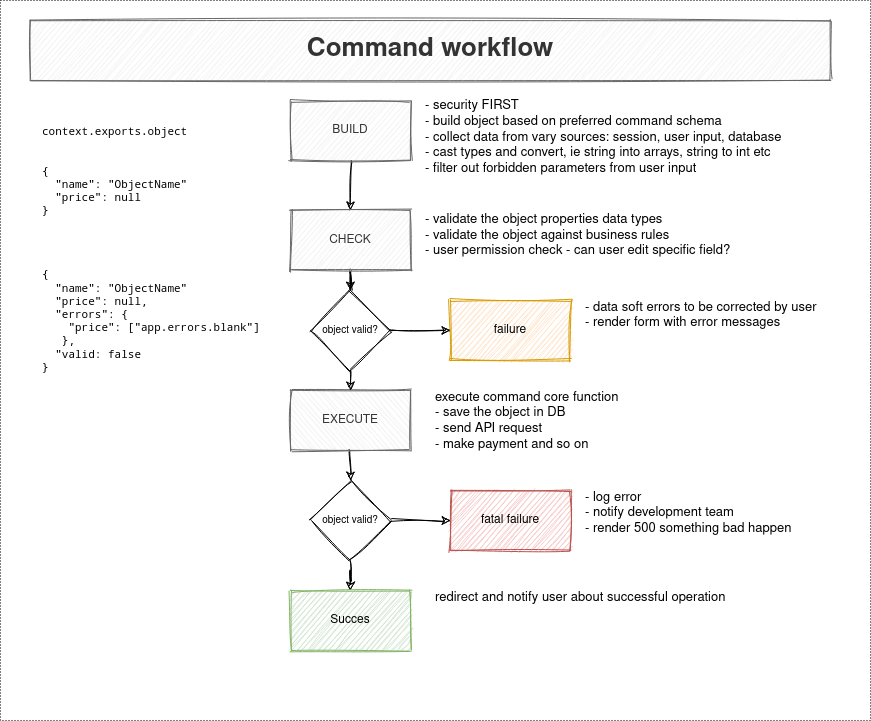 Command workflow
context.exports.object
{
"name": "ObjectName"
"price": null
}
{
"name": "ObjectName"
"price": null,
"errors": {
"price": ["app.errors.blank"]
},
"valid: false
}
BUILD
- security FIRST
- build object based on preferred command schema
- collect data from vary sources: session, user input, database
- cast types and convert, ie string into arrays, string to int etc
- filter out forbidden parameters from user input
CHECK
- validate the object properties data types
- validate the object against business rules
- user permission check - can user edit specific field?
object valid?
failure
- data soft errors to be corrected by user
- render form with error messages
EXECUTE
execute command core function
- save the object in DB
- send API request
- make payment and so on
object valid?
fatal failure
- log error
- notify development team
- render 500 something bad happen
Succes
redirect and notify user about successful operation